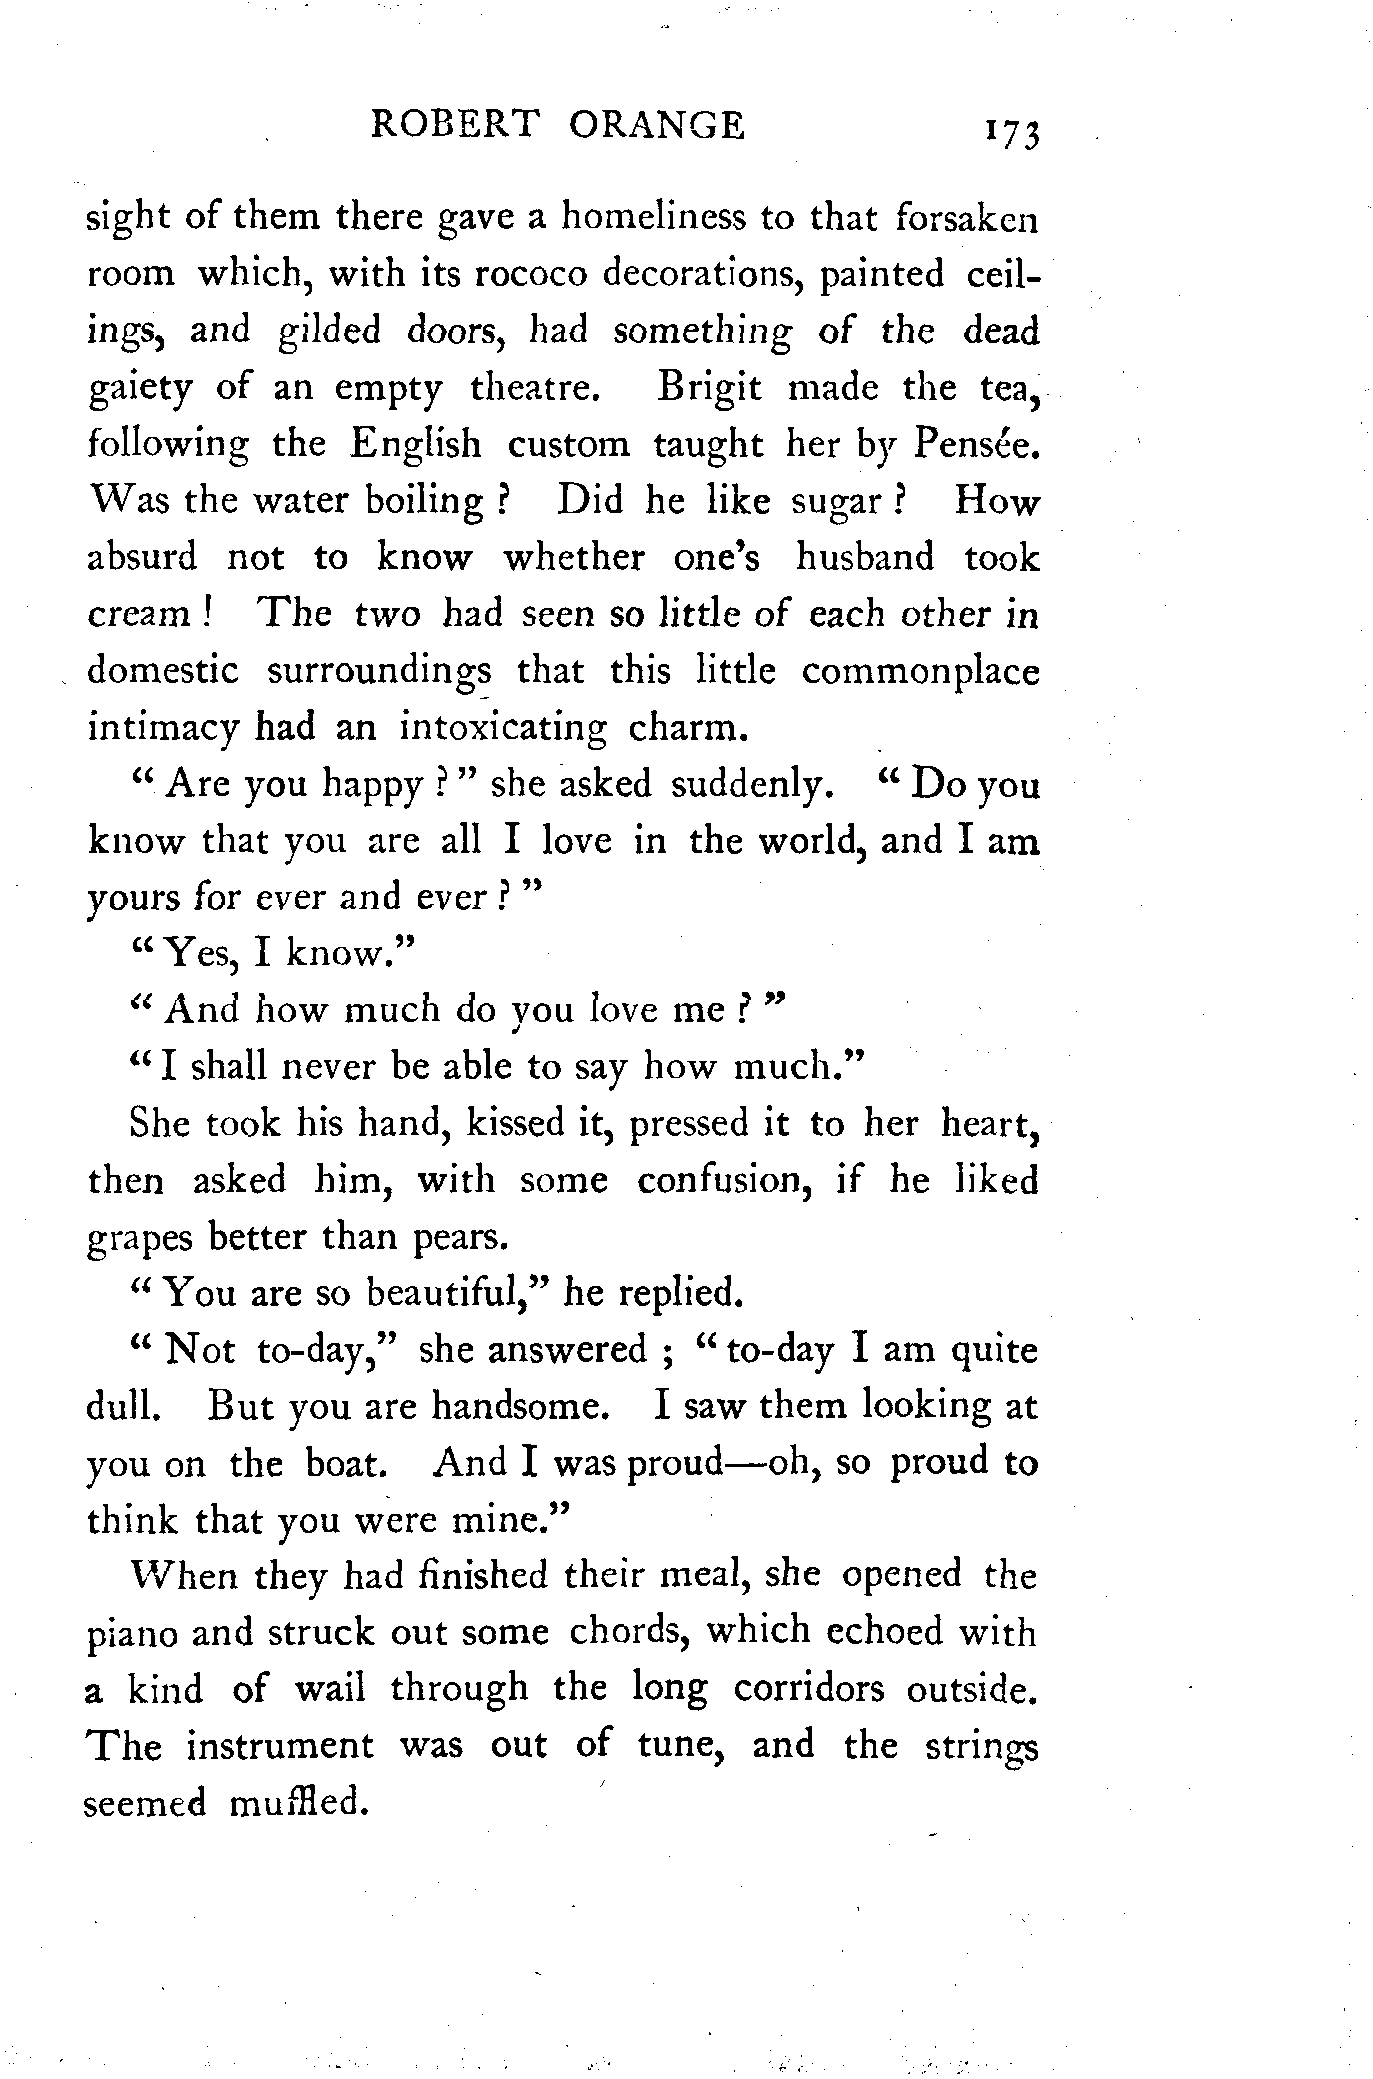 ROBERT ORANGE 173
sight of them there gave a homeliness to that forsaken
room which, with its rococo decorations, painted ceil-
ings, and gilded doors, had something of the dead
gaiety of an empty theatre. Brigit made the tea,
following the English custom taught her by Pensée.
Was the water boiling ? Did he like sugar ? How
absurd not to know whether one's husband took
cream ! The two had seen so little of each other in
domestic surroundings that this little commonplace
intimacy had an intoxicating charm.
“ Are you happy ? ” she asked suddenly. “ Do you
know that you are all I love in the world, and I am
yours for ever and ever ? ”
“ Yes, I know.”
“ And how much do you love me ? ”
“ I shall never be able to say how much.”
She took his hand, kissed it, pressed it to her heart,
then asked him, with some confusion, if he liked
grapes better than pears.
“ You are so beautiful,” he replied.
“ Not to-day,” she answered ; “ to-day I am quite
dull. But you are handsome. I saw them looking at
you on the boat. And I was proud—oh, so proud to
think that you were mine.”
When they had finished their meal, she opened the
piano and struck out some chords, which echoed with
a kind of wail through the long corridors outside.
The instrument was out of tune, and the strings
seemed muffled.